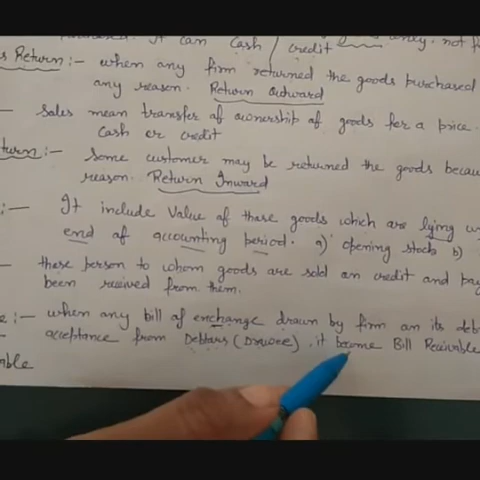 It can cash / credit not
s Return:- when any firm returned the goods purchased
any reason. Return outward
- Sales mean transfer of ownership of goods for a price.
cash or credit
turn:- Some customer may be returned the goods becau
reason. Return Inward
:- It include value of those goods which are lying
end of accounting period. a) opening stock b)
- these person to whom goods are sold on credit and pay
been received from them.
e:- when any bill of exchange drawn by firm on its deb
acceptance from Debtors (Drawee). it become Bill Receivable